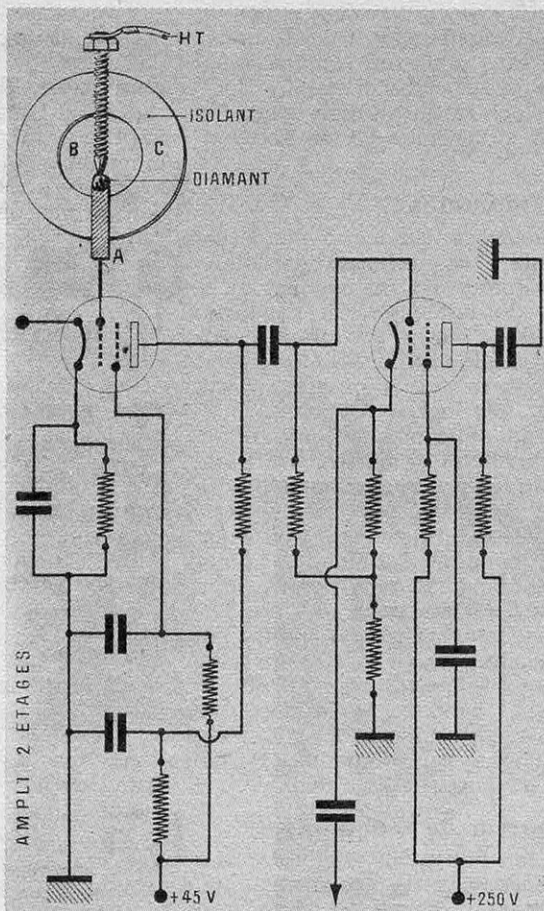 HT
ISOLANT
B
C
DIAMANT
A
AMPLI 2 ETAGES
+45 V
+250 V